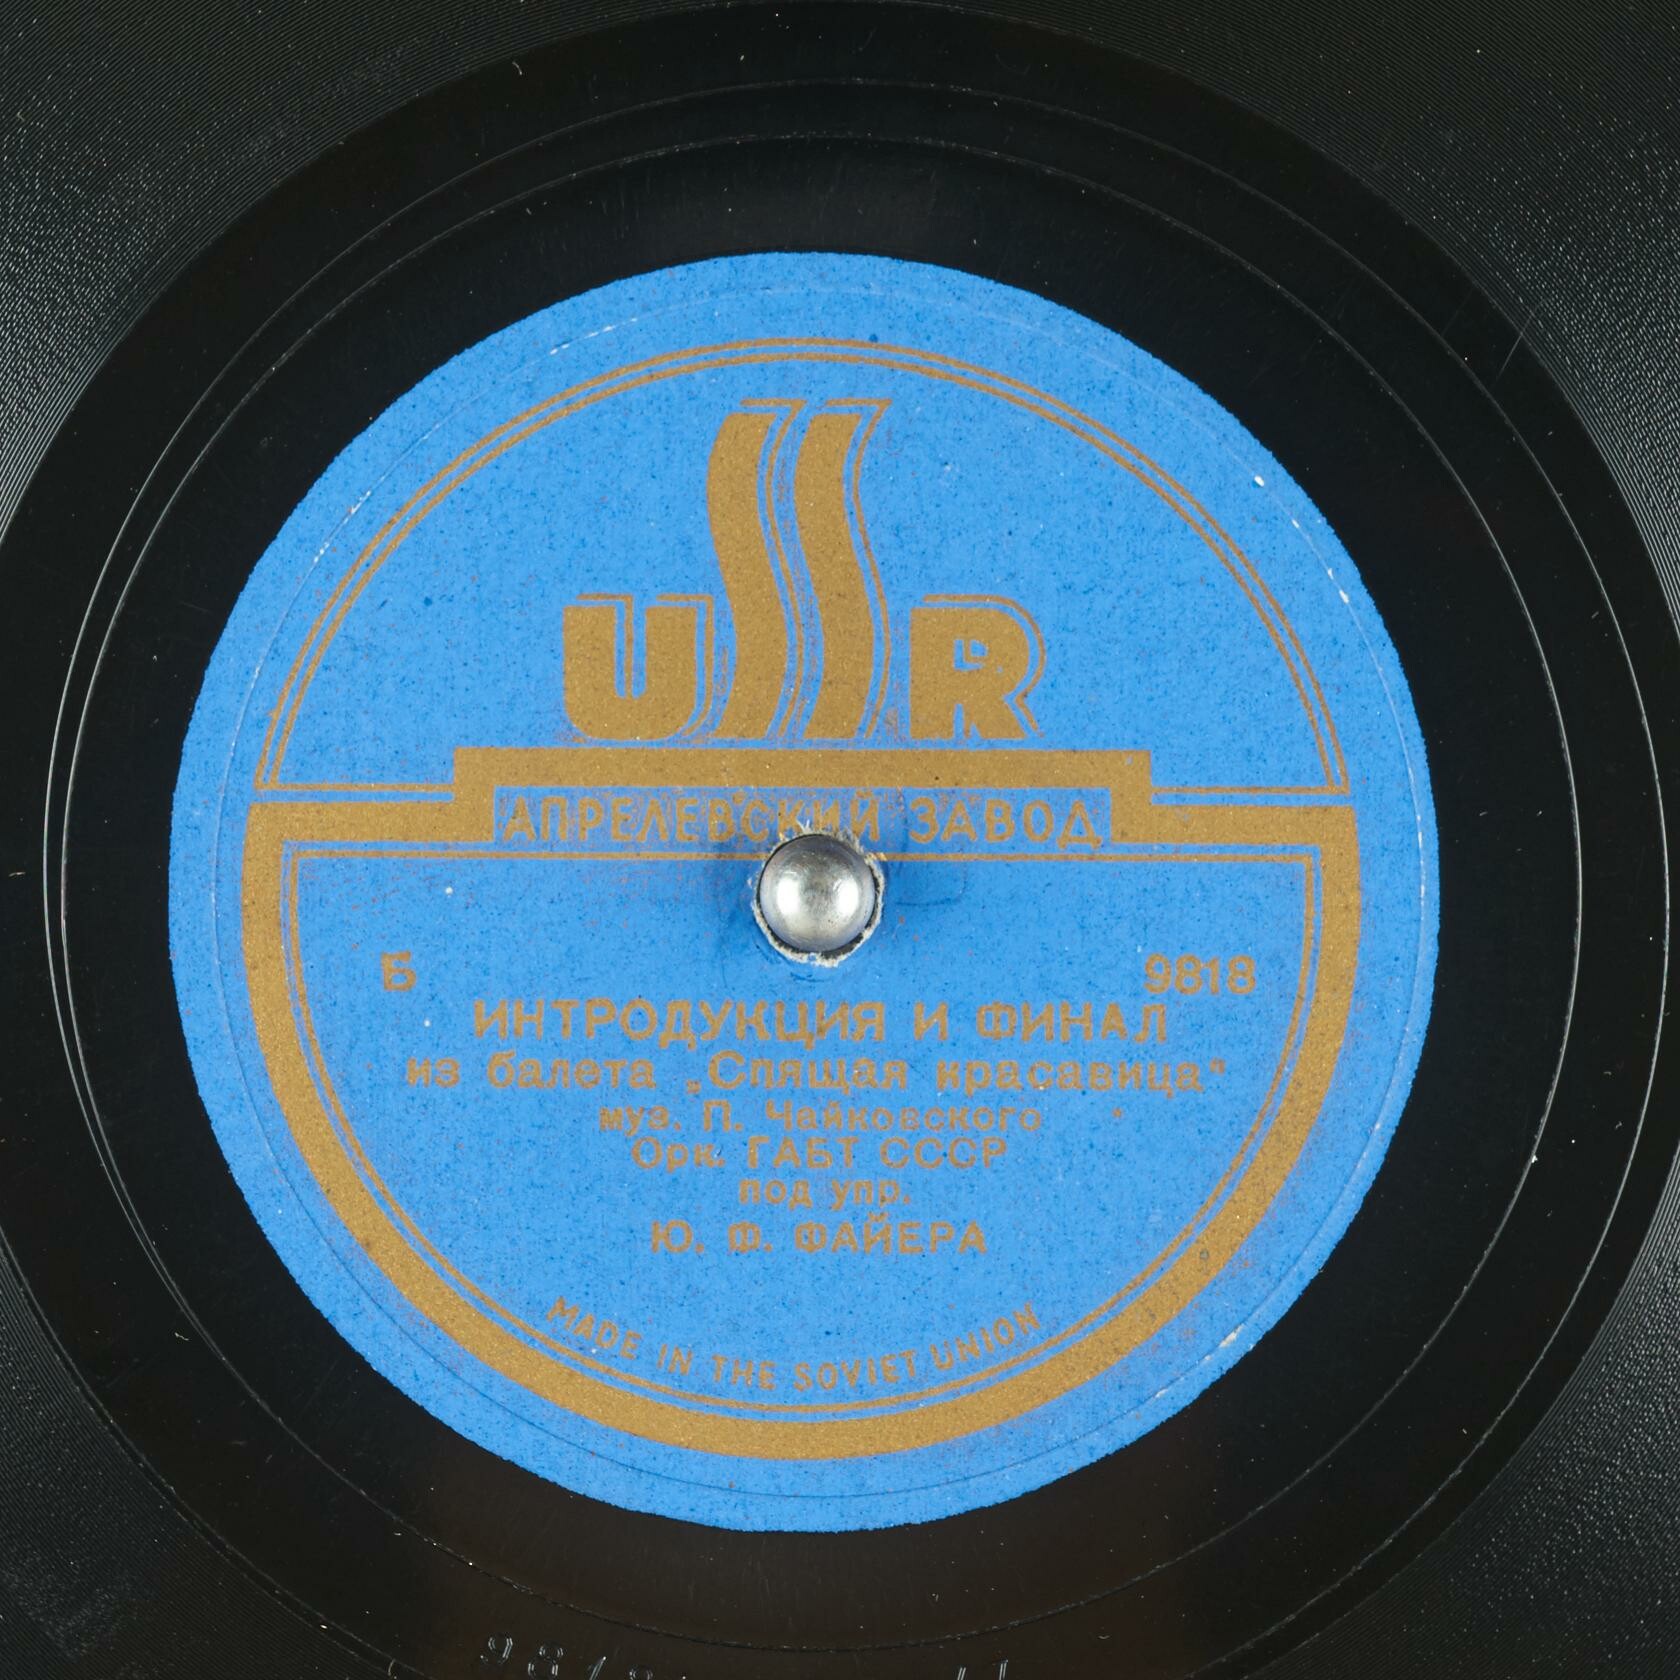 USSR
АПРЕЛЕВСКИЙ ЗАВОД
Б 9818
ИНТРОДУКЦИЯ И ФИНАЛ
из балета „Спящая красавица"
муз. П. Чайковского
Орк. ГАБТ СССР
под упр.
Ю. Ф. ФАЙЕРА
MADE IN THE SOVIET UNION